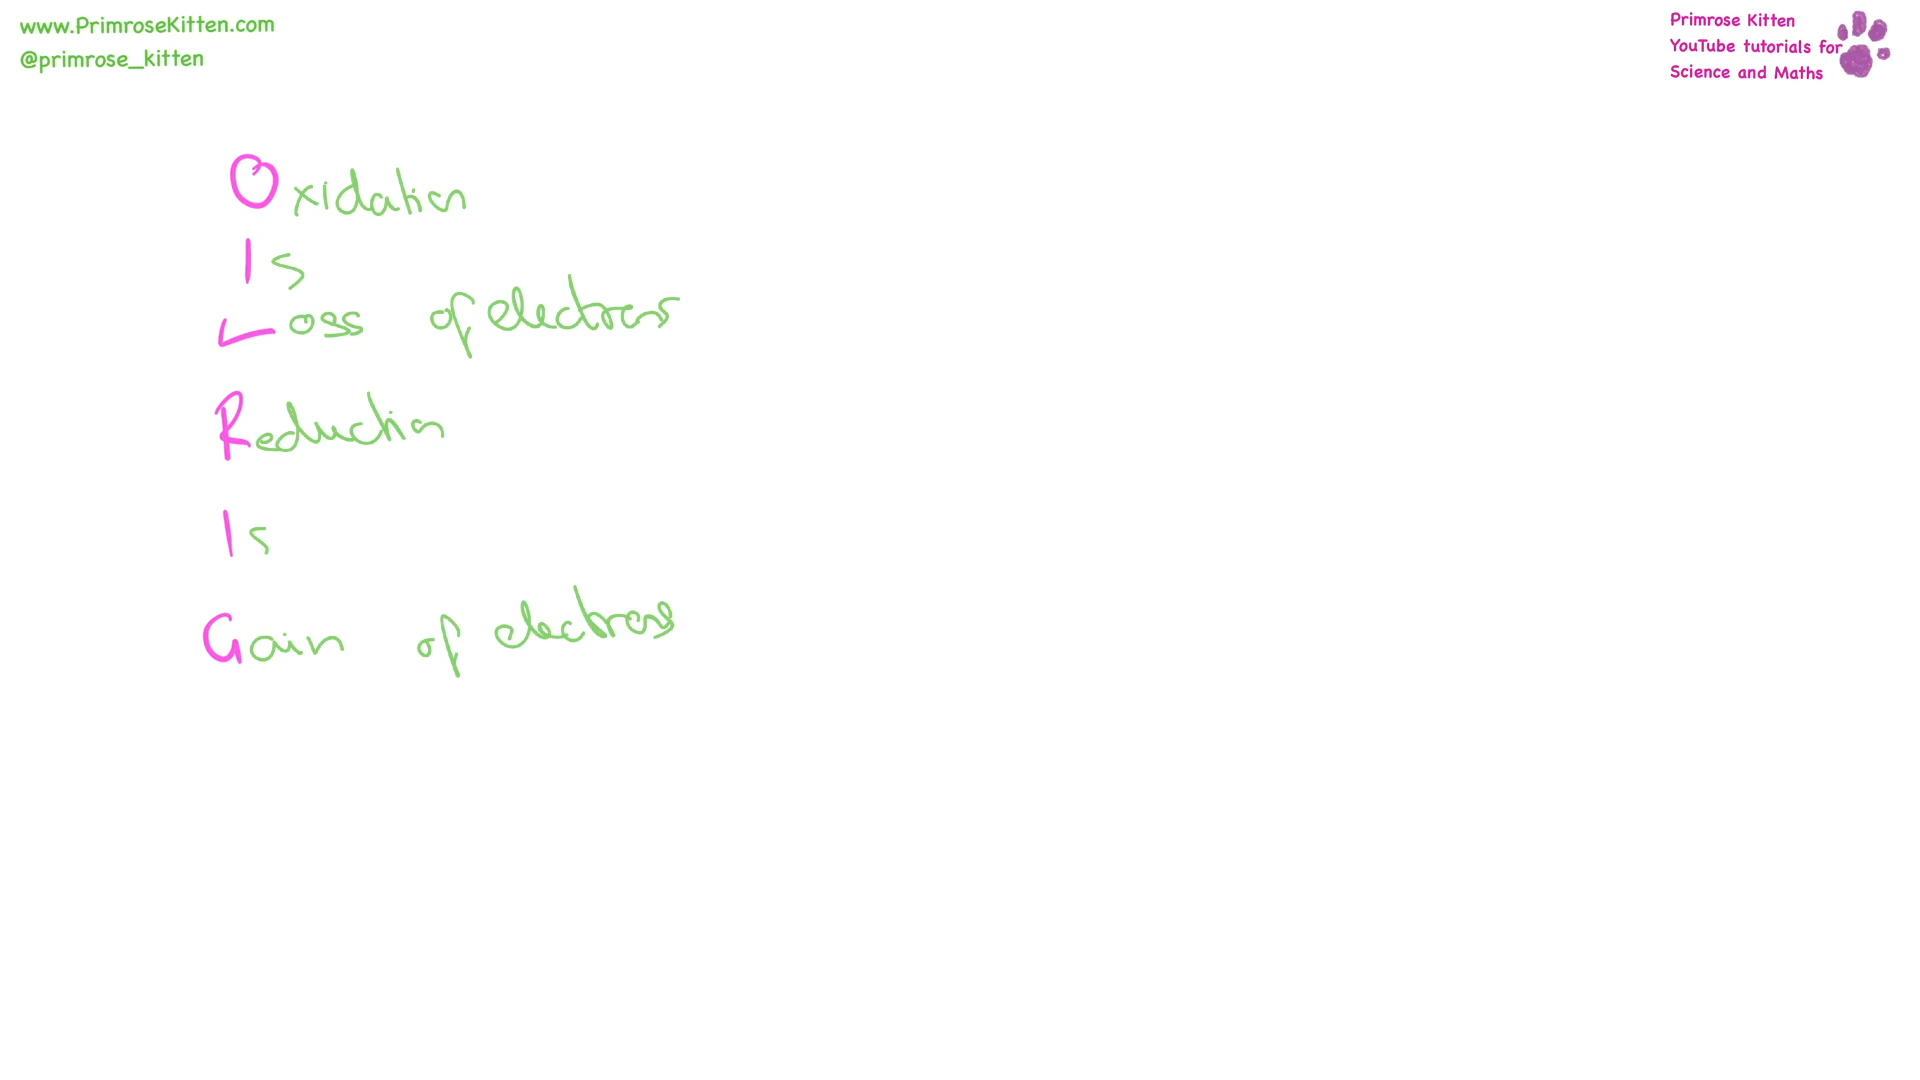 www.PrimroseKitten.com
@primrose_kitten
Primrose Kitten
YouTube tutorials for
Science and Maths
Oxidation
Is
Loss of electrons
Reduction
Is
Gain of electrons